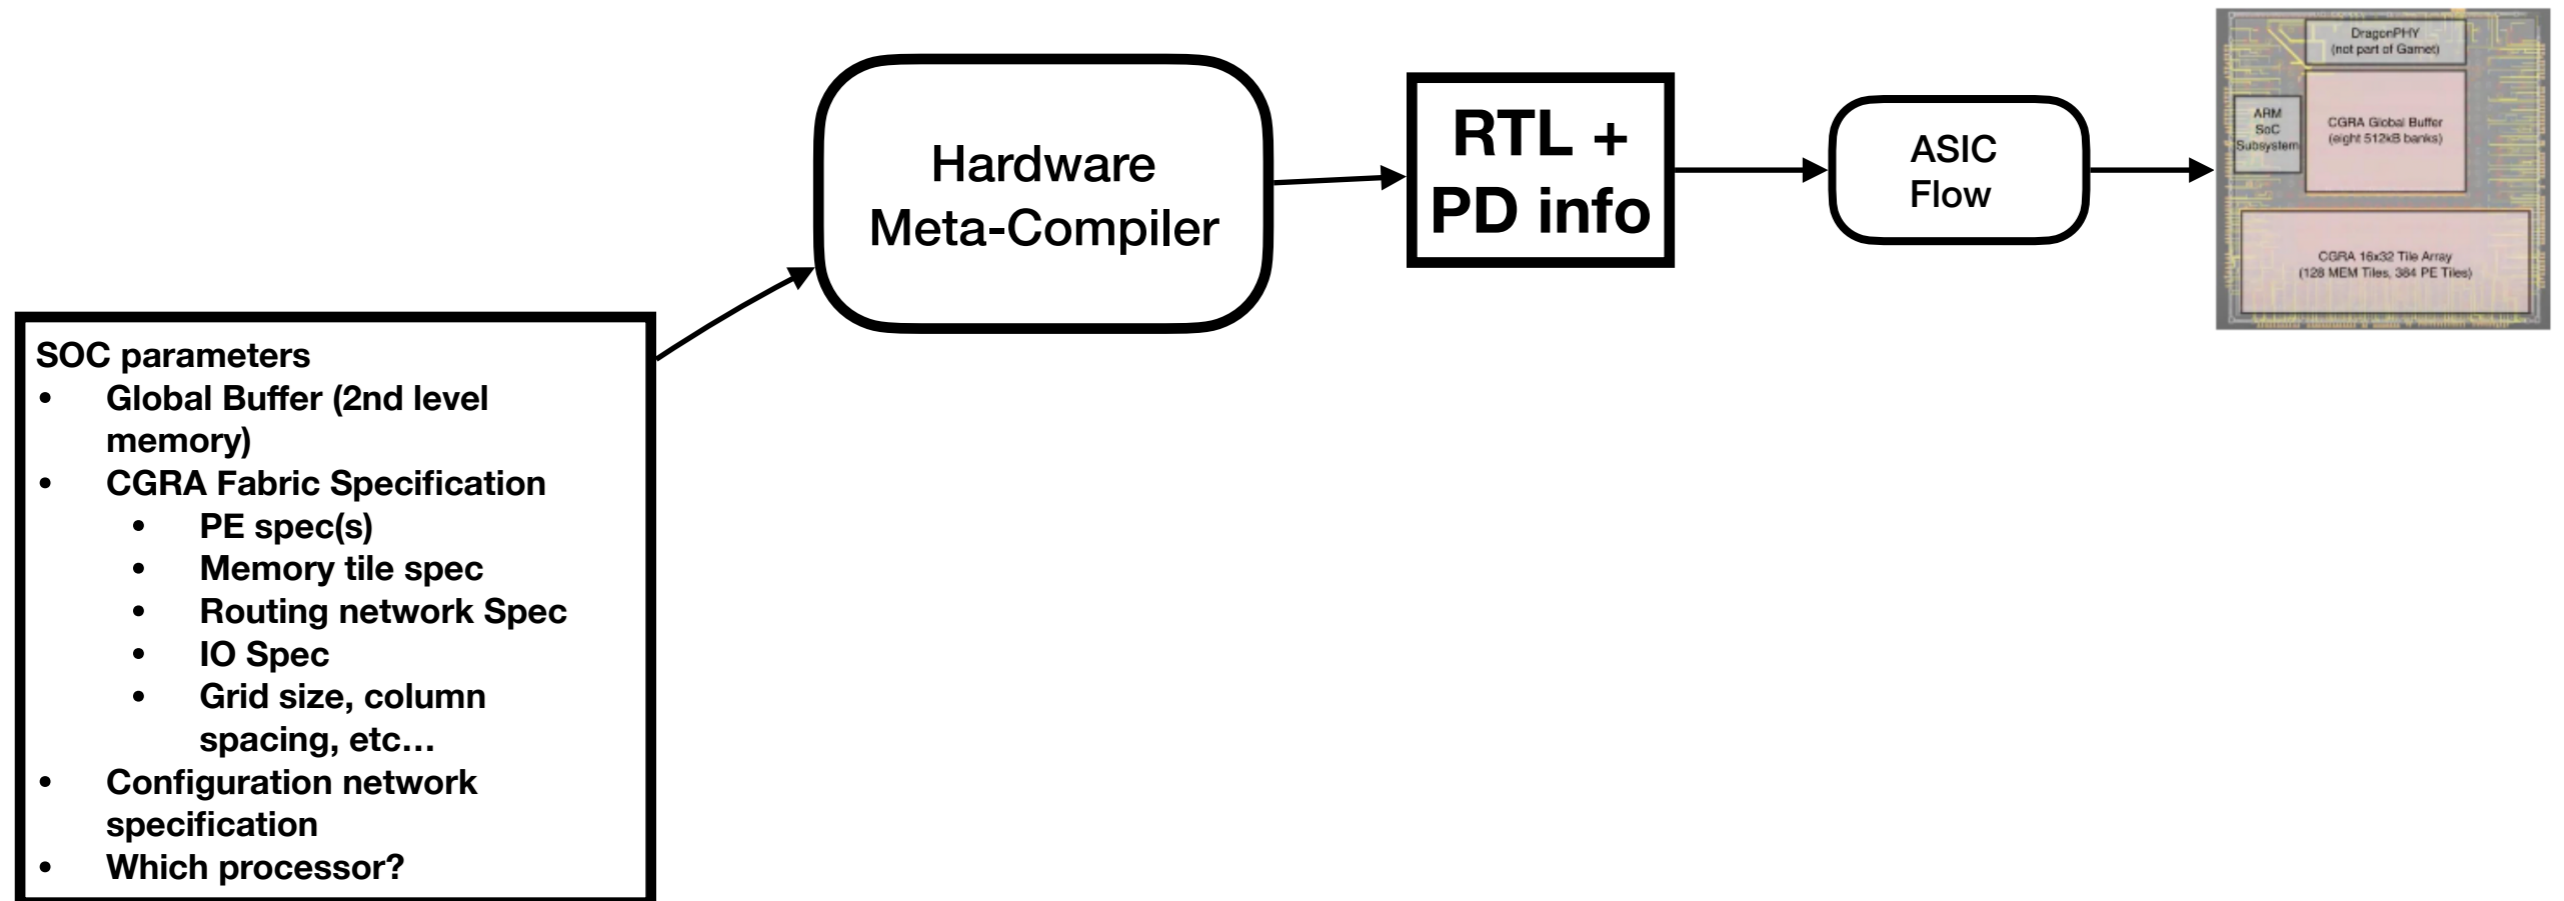 SOC parameters
• Global Buffer (2nd level
memory)
• CGRA Fabric Specification
• PE spec(s)
• Memory tile spec
• Routing network Spec
• IO Spec
• Grid size, column
spacing, etc...
• Configuration network
specification
• Which processor?
Hardware
Meta-Compiler
RTL +
PD info
ASIC
Flow
DragonPHY
(not part of Garnet)
ARM
SoC
Subsystem
CGRA Global Buffer
(eight 512kB banks)
CGRA 16x32 Tile Array
(128 MEM Tiles, 384 PE Tiles)